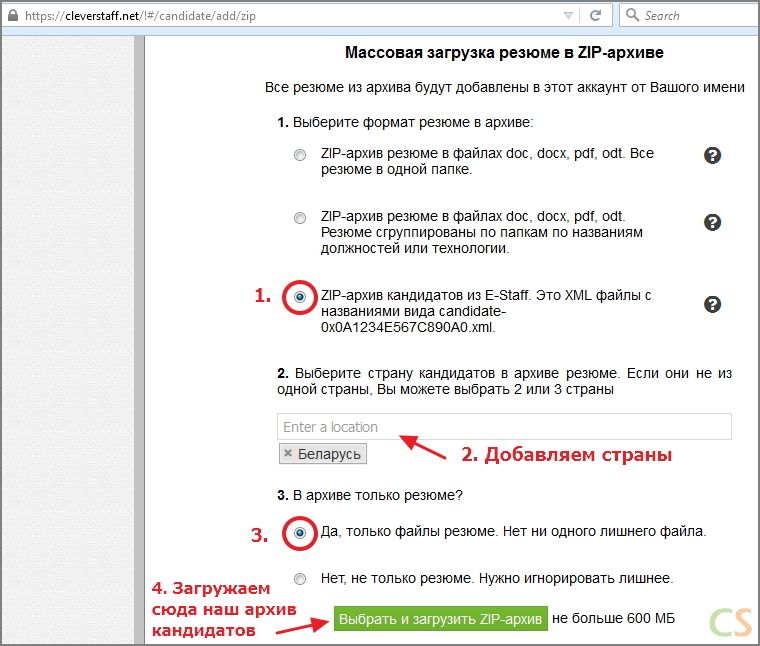 https://cleverstaff.net/!#/candidate/add/zip
Search
Массовая загрузка резюме в ZIP-архиве
Все резюме из архива будут добавлены в этот аккаунт от Вашего имени
1. Выберите формат резюме в архиве:
ZIP-архив резюме в файлах doc, docx, pdf, odt. Все
резюме в одной папке.
?
ZIP-архив резюме в файлах doc, docx, pdf, odt.
Резюме сгруппированы по папкам по названиям
должностей или технологии.
?
1.
ZIP-архив кандидатов из E-Staff. Это XML файлы с
названиями вида candidate-
0x0A1234E567C890A0.xml.
?
2. Выберите страну кандидатов в архиве резюме. Если они не из
одной страны, Вы можете выбрать 2 или 3 страны
Enter a location
× Беларусь
2. Добавляем страны
3. В архиве только резюме?
3.
Да, только файлы резюме. Нет ни одного лишнего файла.
Нет, не только резюме. Нужно игнорировать лишнее.
4. Загружаем
сюда наш архив
кандидатов
Выбрать и загрузить ZIP-архив не больше 600 МБ
CS